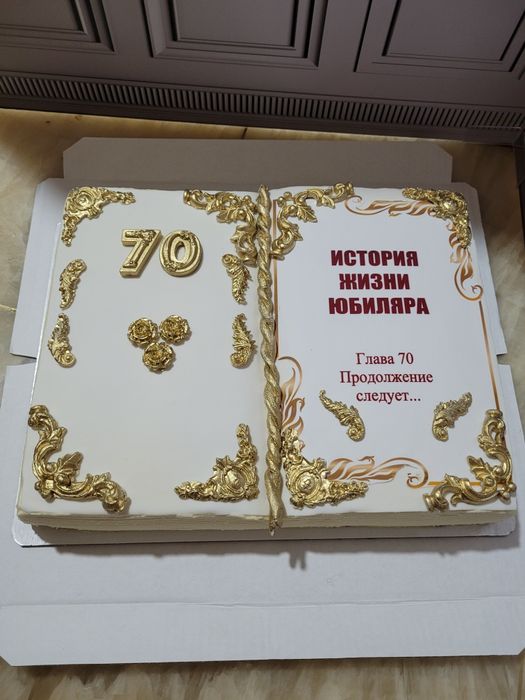 70
ИСТОРИЯ
ЖИЗНИ
ЮБИЛЯРА
Глава 70
Продолжение
следует...